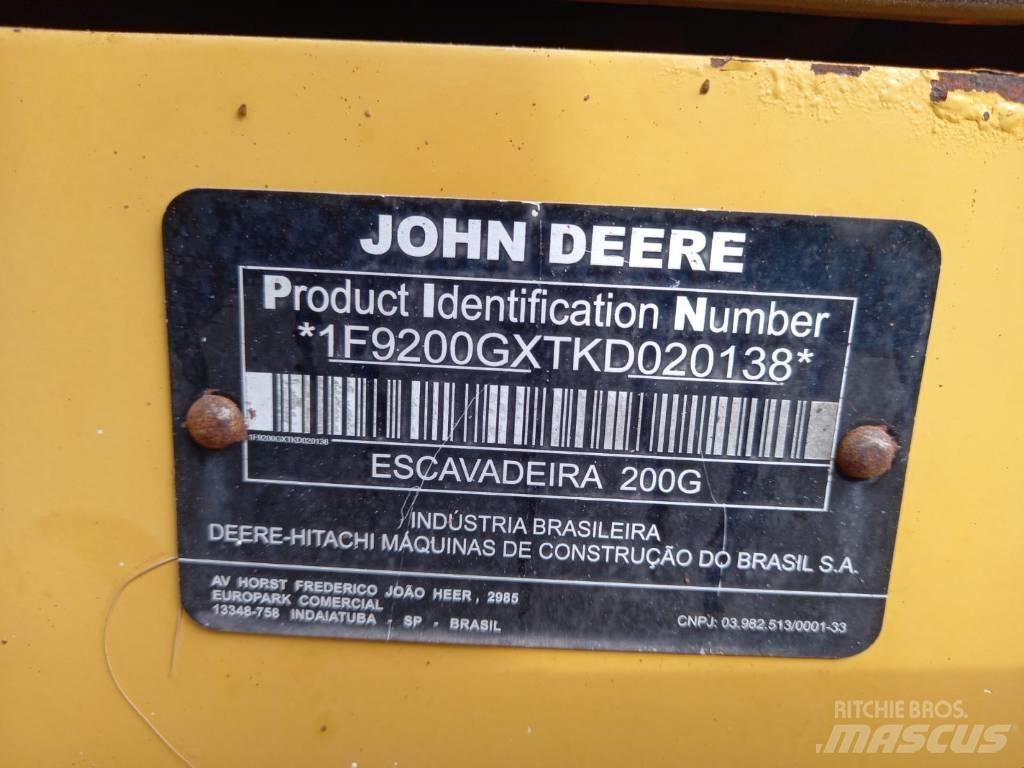 JOHN DEERE
Product Identification Number
*1F9200GXTKD020138*
1F9200GXTKD020138
ESCAVADEIRA 200G
INDÚSTRIA BRASILEIRA
DEERE-HITACHI MÁQUINAS DE CONSTRUÇÃO DO BRASIL S.A.
AV HORST FREDERICO JOÃO HEER, 2985
EUROPARK COMERCIAL
13348-758 INDAIATUBA - SP - BRASIL
CNPJ: 03.982.513/0001-33
RITCHIE BROS.
MASCUS